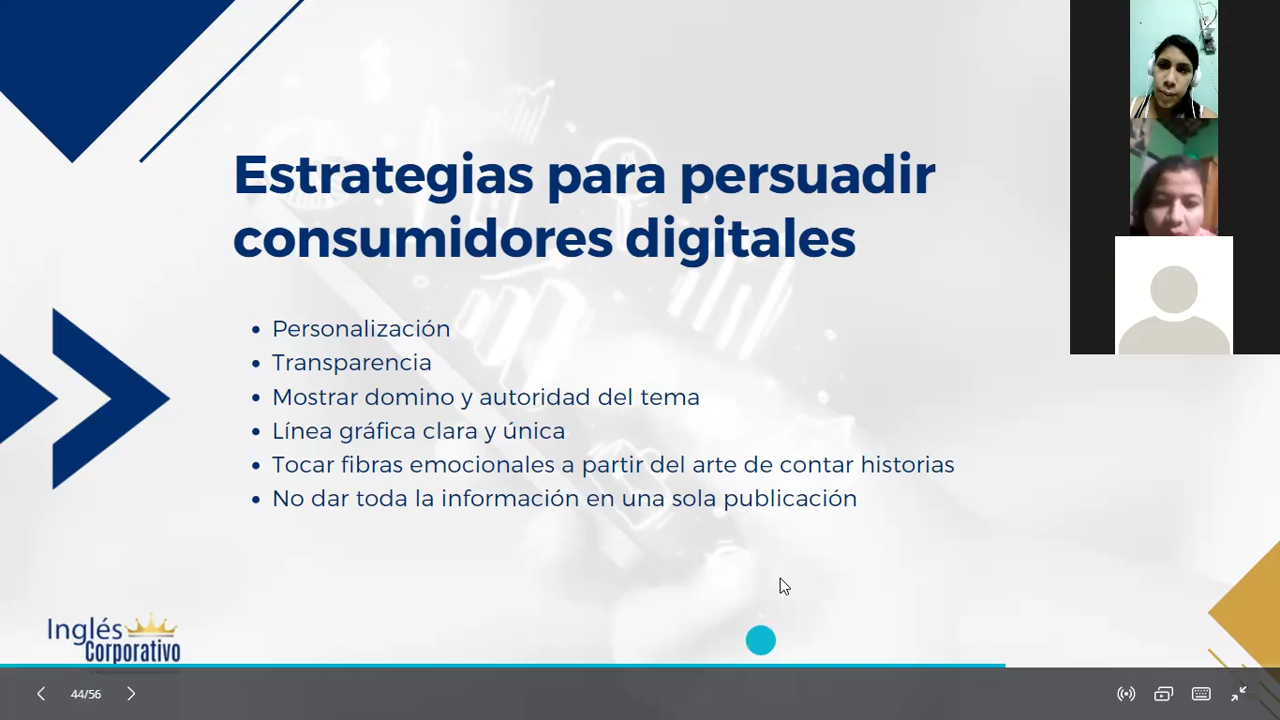 Estrategias para persuadir
consumidores digitales
• Personalización
• Transparencia
• Mostrar domino y autoridad del tema
• Línea gráfica clara y única
• Tocar fibras emocionales a partir del arte de contar historias
• No dar toda la información en una sola publicación
Inglés
Corporativo
44/56